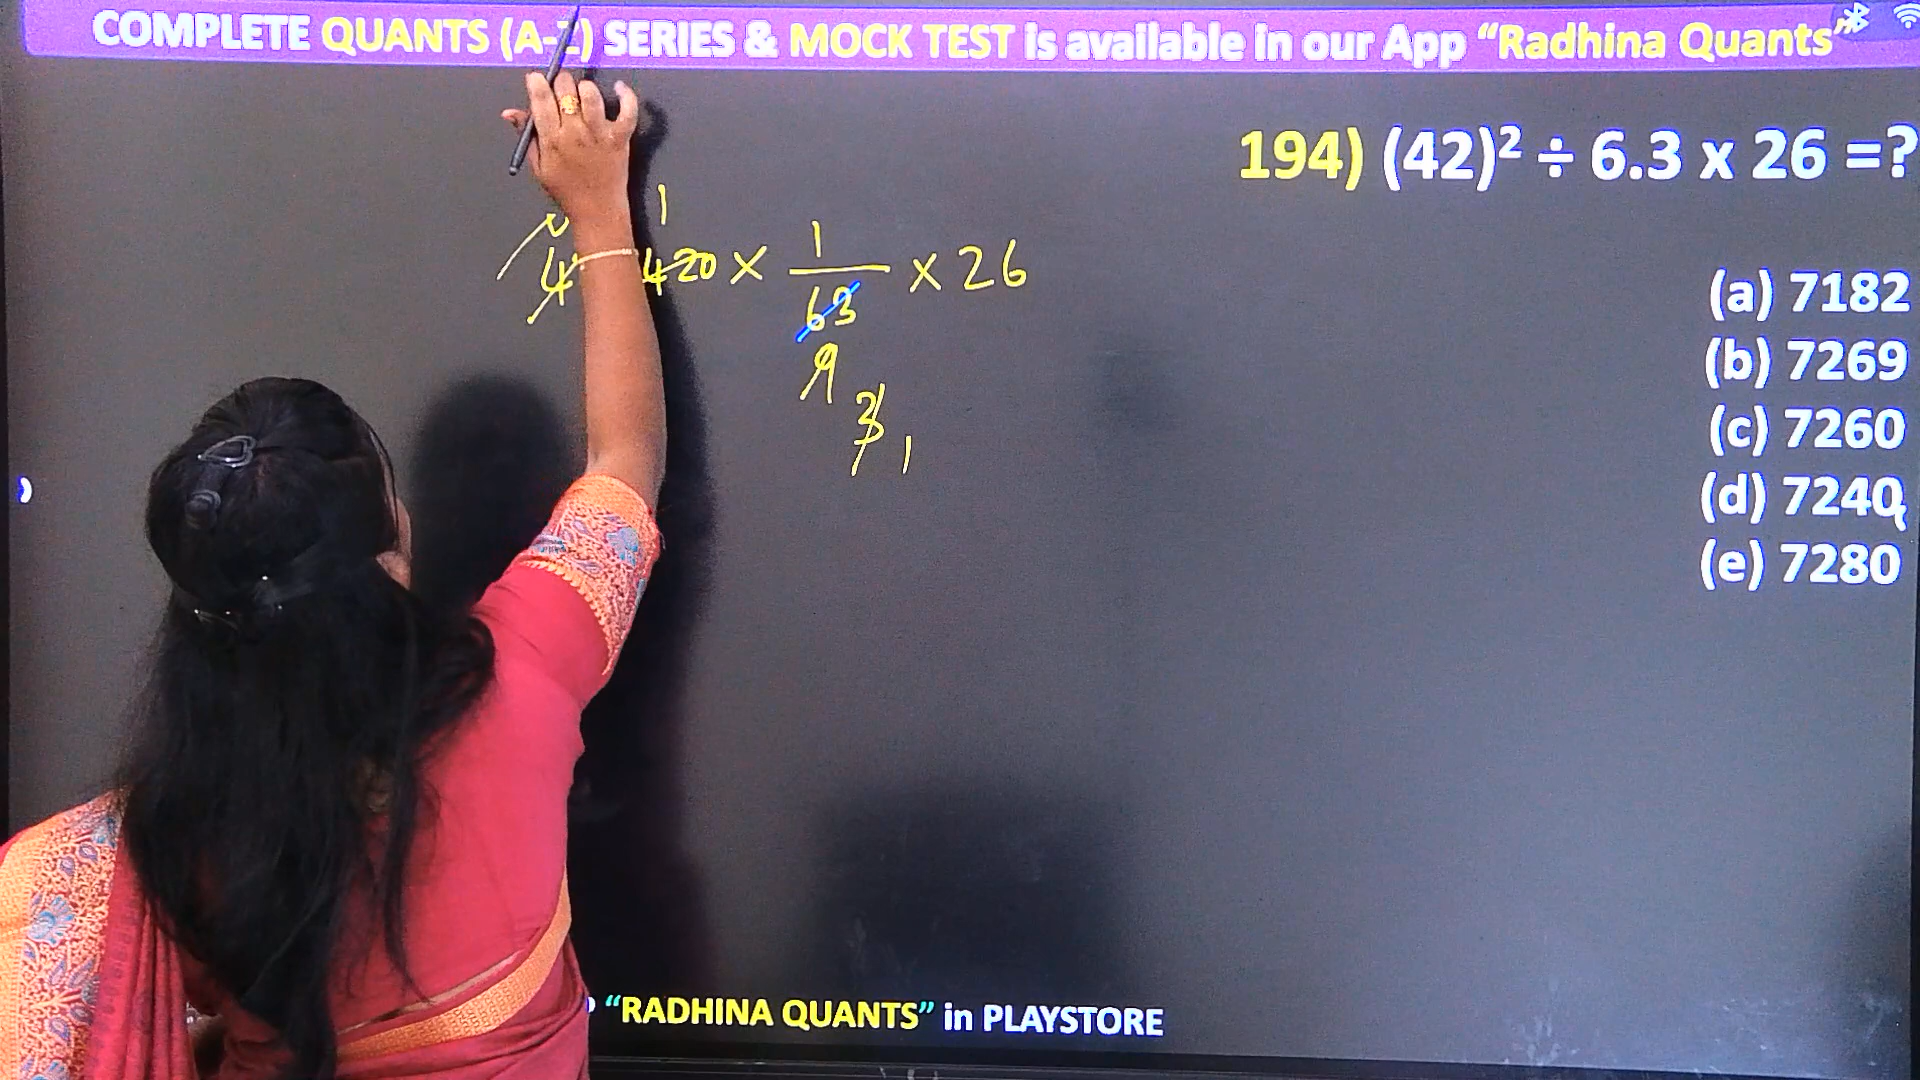 COMPLETE QUANTS (A-Z) SERIES & MOCK TEST is available in our App “Radhina Quants”
194) (42)² ÷ 6.3 x 26 =?
1
420 × 1/63 × 26
9
3
1
(a) 7182
(b) 7269
(c) 7260
(d) 7240
(e) 7280
“RADHINA QUANTS” in PLAYSTORE